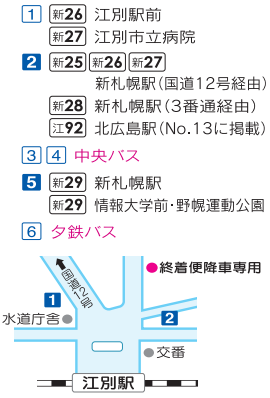 1 新26 江別駅前
新27 江別市立病院
2 新25 新26 新27
新札幌駅(国道12号経由)
新28 新札幌駅(3番通経由)
江92 北広島駅(No.13に掲載)
3 4 中央バス
5 新29 新札幌駅
新29 情報大学前・野幌運動公園
6 夕鉄バス
国道12号
●終着便降車専用
1
水道庁舎
2
交番
江別駅